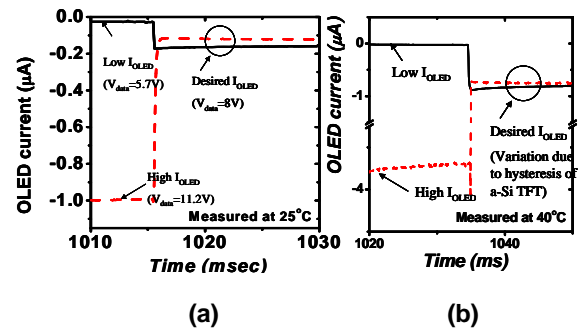 0.0
-0.2
-0.4
-0.6
-0.8
-1.0
OLED current (μA)
Low I_OLED
(V_data=5.7V)
Desired I_OLED
(V_data=8V)
High I_OLED
(V_data=11.2V)
Measured at 25°C
1010
1020
1030
Time (msec)
(a)
0
-1
-4
OLED current (μA)
Low I_OLED
Desired I_OLED
(Variation due
to hysteresis of
a-Si TFT)
High I_OLED
Measured at 40°C
1020
1040
Time (ms)
(b)